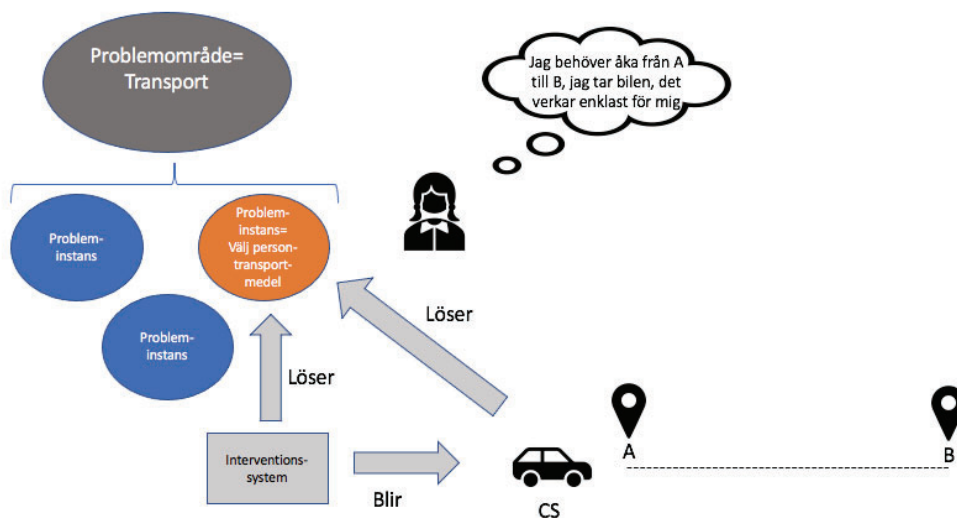 Problemområde=
Transport
Jag behöver åka från A
till B, jag tar bilen, det
verkar enklast för mig
Problem-
instans
Problem-
instans=
Välj person-
transport-
medel
Problem-
instans
Löser
Löser
Interventions-
system
Blir
CS
A
B